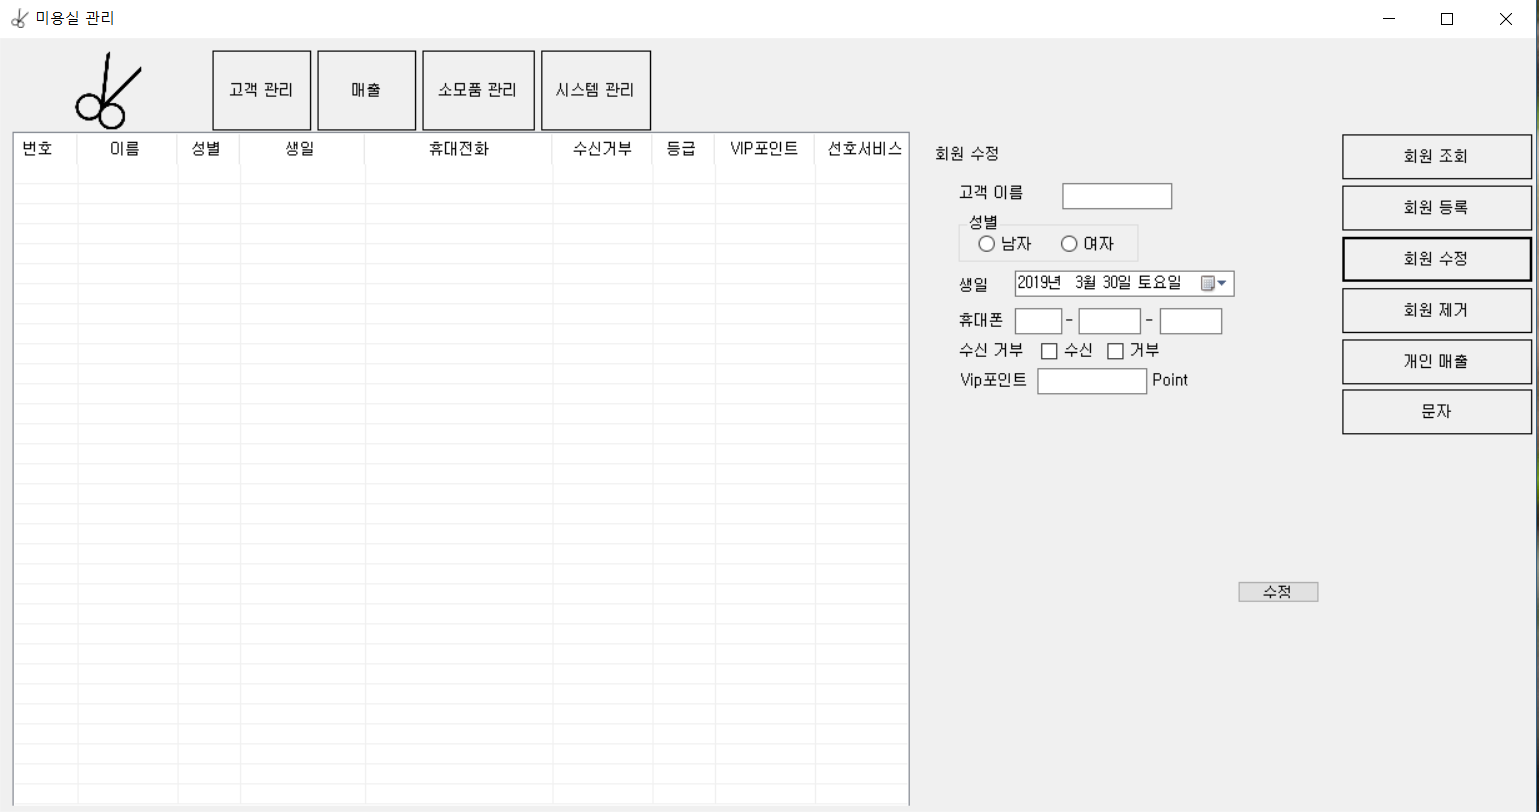 미용실 관리
고객 관리 매출 소모품 관리 시스템 관리
번호 이름 성별 생일 휴대전화 수신거부 등급 VIP포인트 선호서비스
회원 수정
고객 이름
성별
남자 여자
생일 2019년 3월 30일 토요일
휴대폰 - -
수신 거부 수신 거부
Vip포인트 Point
수정
회원 조회
회원 등록
회원 수정
회원 제거
개인 매출
문자